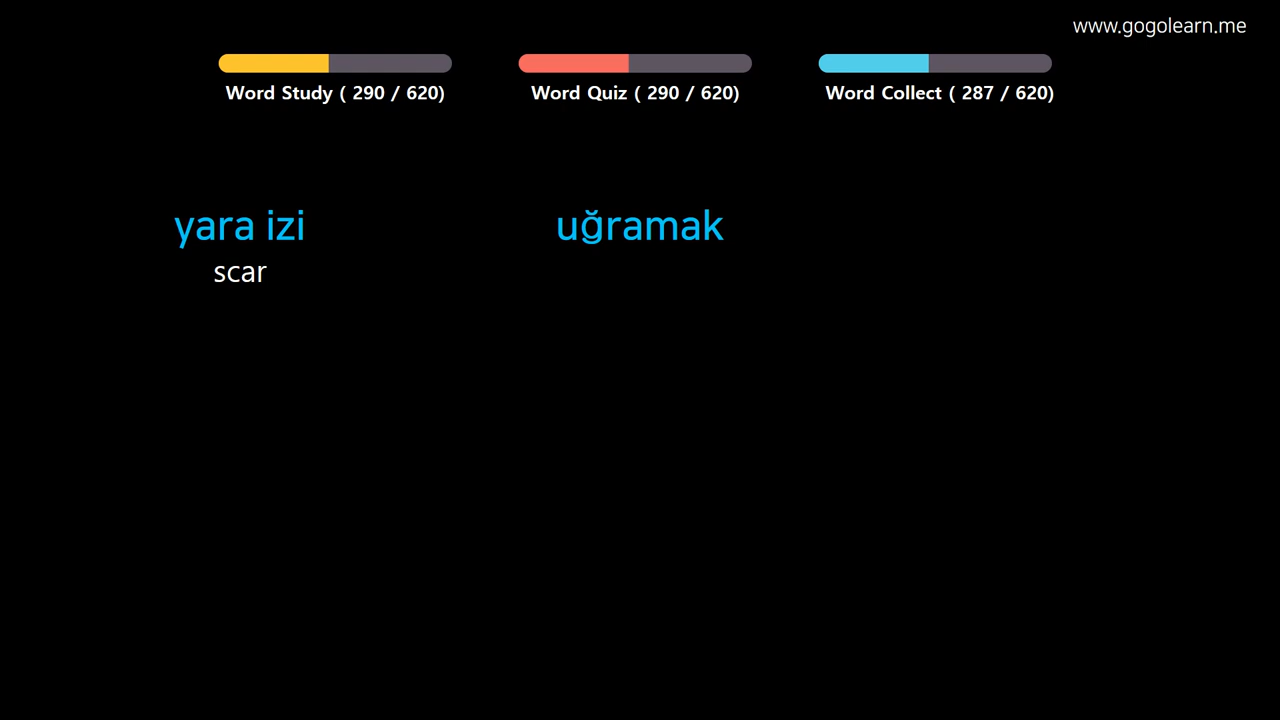 www.gogolearn.me
Word Study ( 290 / 620)
Word Quiz ( 290 / 620)
Word Collect ( 287 / 620)
yara izi
scar
uğramak